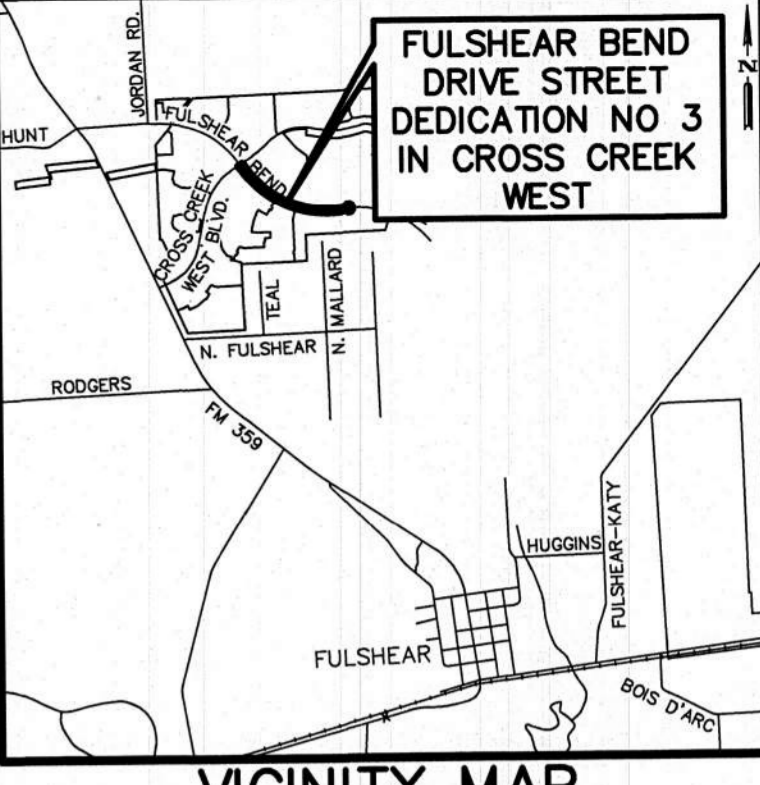 FULSHEAR BEND
DRIVE STREET
DEDICATION NO 3
IN CROSS CREEK
WEST
N
JORDAN RD.
HUNT
FULSHEAR
BEND
CROSS CREEK
WEST BLVD.
TEAL
N. MALLARD
N. FULSHEAR
RODGERS
FM 359
HUGGINS
FULSHEAR-KATY
FULSHEAR
BOIS D'ARC
VICINITY MAP